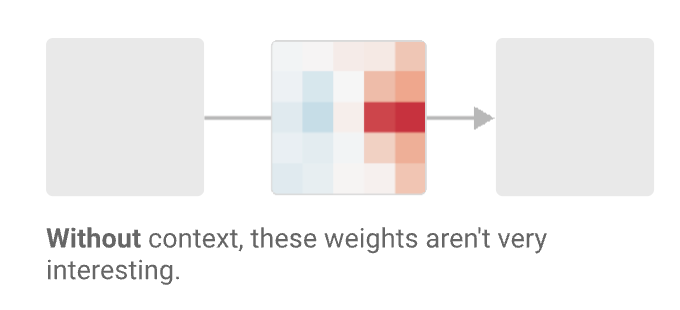 Without context, these weights aren't very
interesting.